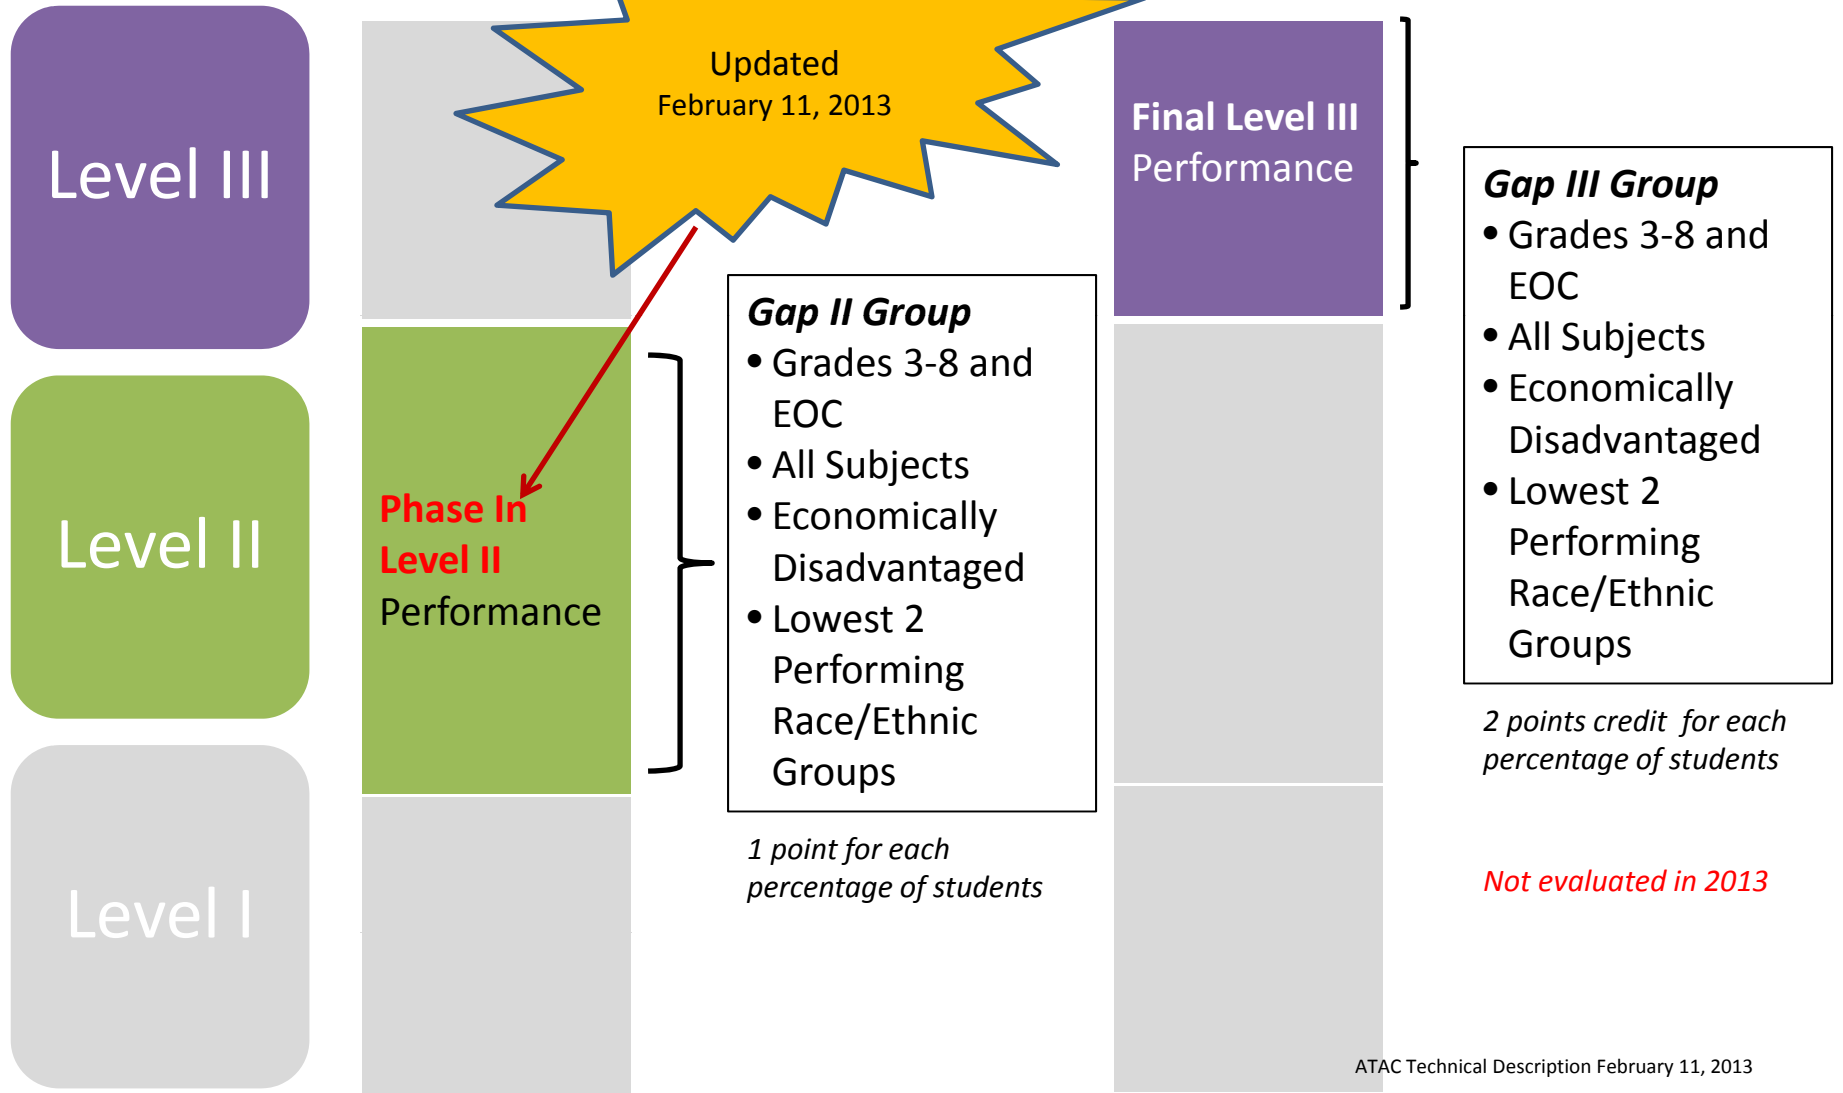 Level III
Level II
Level I
Updated
February 11, 2013
Phase In
Level II
Performance
Gap II Group
• Grades 3-8 and
EOC
• All Subjects
• Economically
Disadvantaged
• Lowest 2
Performing
Race/Ethnic
Groups
1 point for each
percentage of students
Final Level III
Performance
Gap III Group
• Grades 3-8 and
EOC
• All Subjects
• Economically
Disadvantaged
• Lowest 2
Performing
Race/Ethnic
Groups
2 points credit  for each
percentage of students
Not evaluated in 2013
ATAC Technical Description February 11, 2013